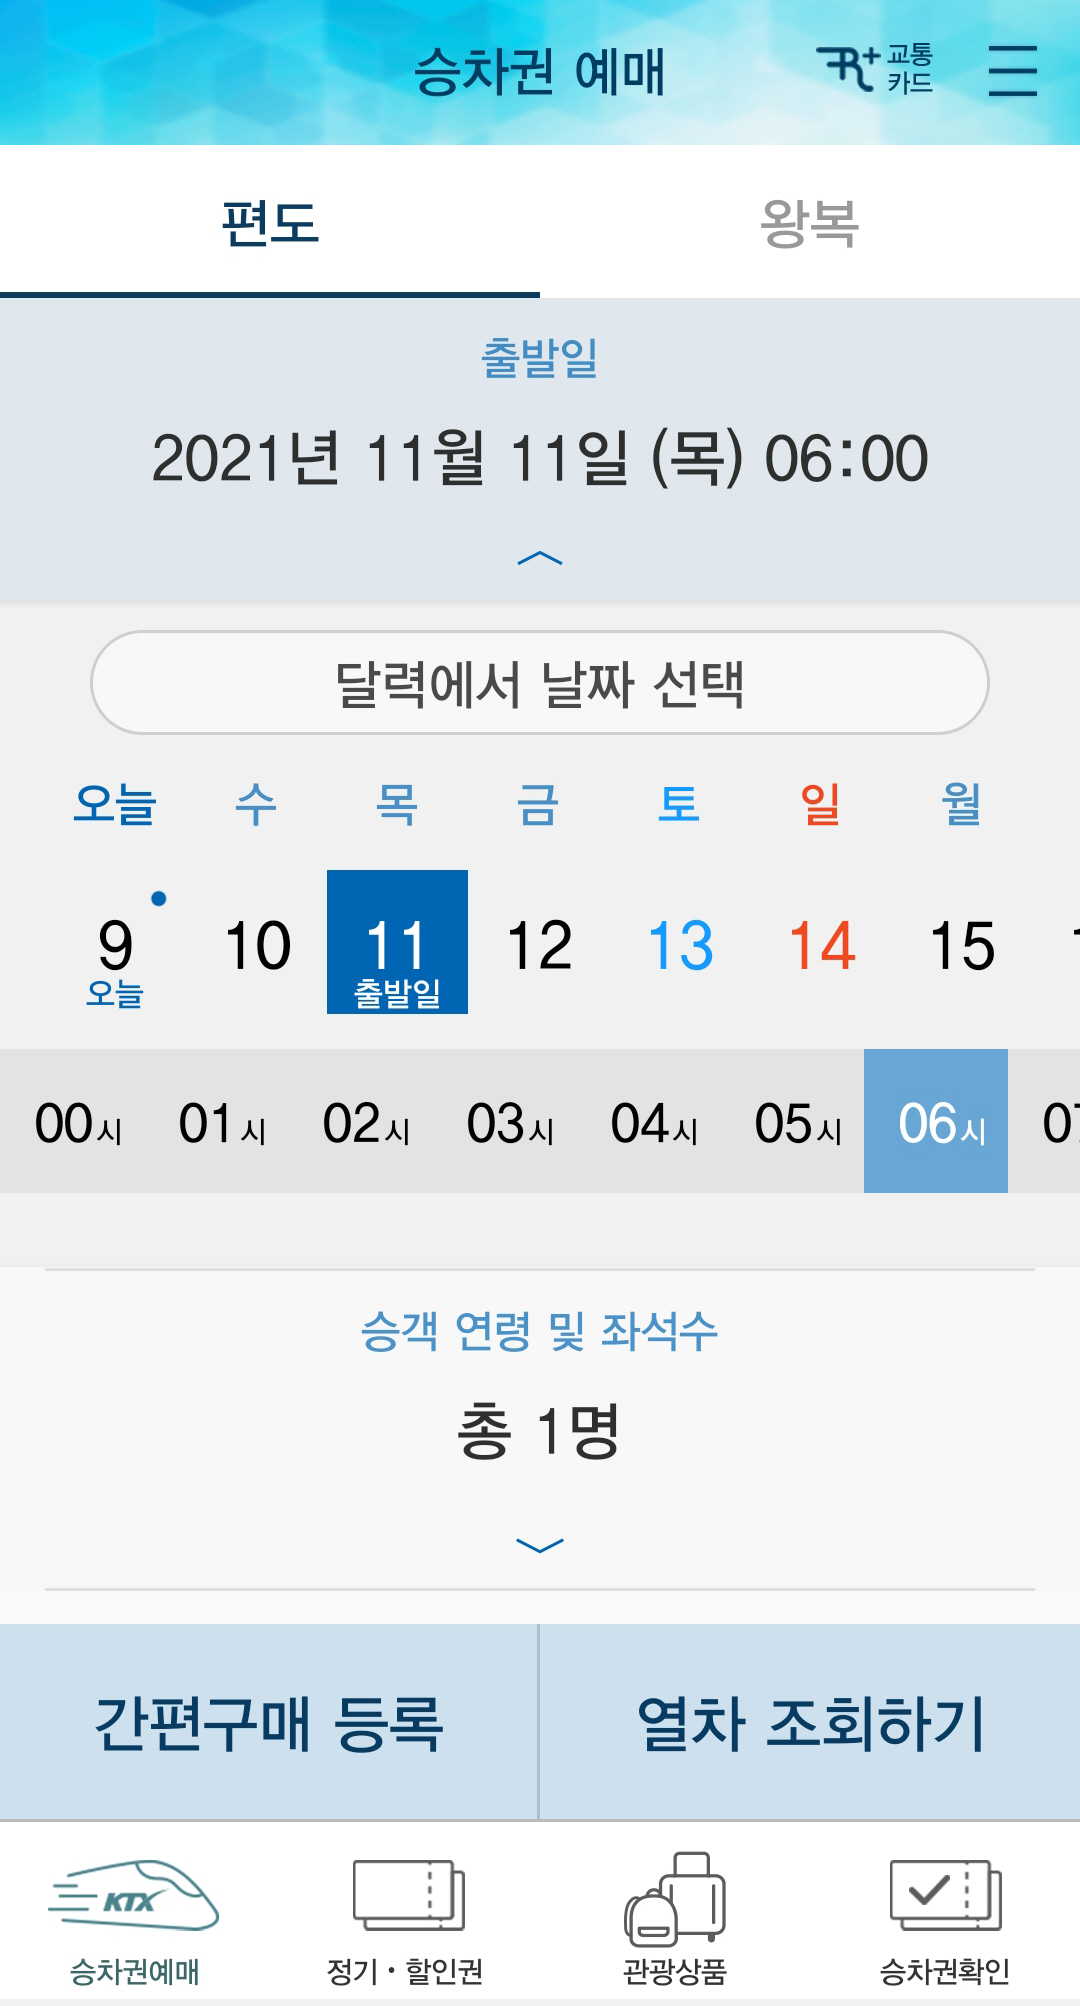 승차권 예매
R+ 교통
카드
편도 왕복
출발일
2021년 11월 11일 (목) 06:00
달력에서 날짜 선택
오늘 수 목 금 토 일 월
9 10 11 12 13 14 15
오늘 출발일
00시 01시 02시 03시 04시 05시 06시 07
승객 연령 및 좌석수
총 1명
간편구매 등록 열차 조회하기
KTX
승차권예매 정기·할인권 관광상품 승차권확인